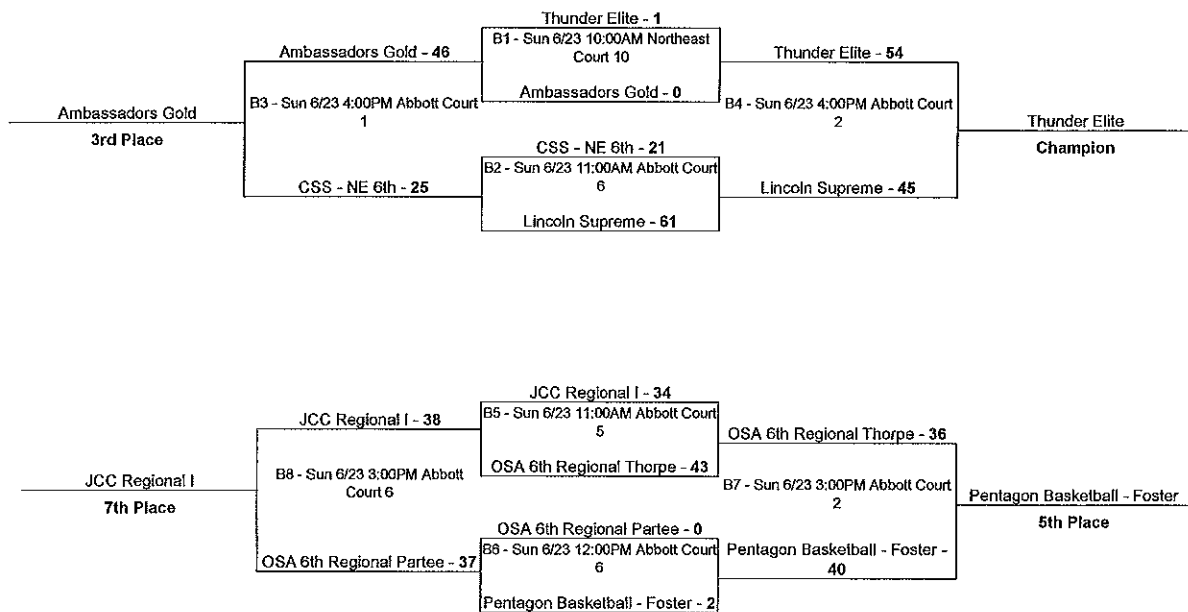 Thunder Elite - 1
Ambassadors Gold - 46
B1 - Sun 6/23 10:00AM Northeast
Court 10
Thunder Elite - 54
Ambassadors Gold
3rd Place
B3 - Sun 6/23 4:00PM Abbott Court
1
Ambassadors Gold - 0
B4 - Sun 6/23 4:00PM Abbott Court
2
Thunder Elite
Champion
CSS - NE 6th - 21
CSS - NE 6th - 25
B2 - Sun 6/23 11:00AM Abbott Court
6
Lincoln Supreme - 45
Lincoln Supreme - 61
JCC Regional I - 34
JCC Regional I - 38
B5 - Sun 6/23 11:00AM Abbott Court
5
OSA 6th Regional Thorpe - 36
JCC Regional I
7th Place
B8 - Sun 6/23 3:00PM Abbott
Court 6
OSA 6th Regional Thorpe - 43
B7 - Sun 6/23 3:00PM Abbott Court
2
Pentagon Basketball - Foster
5th Place
OSA 6th Regional Partee - 0
OSA 6th Regional Partee - 37
B6 - Sun 6/23 12:00PM Abbott Court
6
Pentagon Basketball - Foster -
40
Pentagon Basketball - Foster - 2